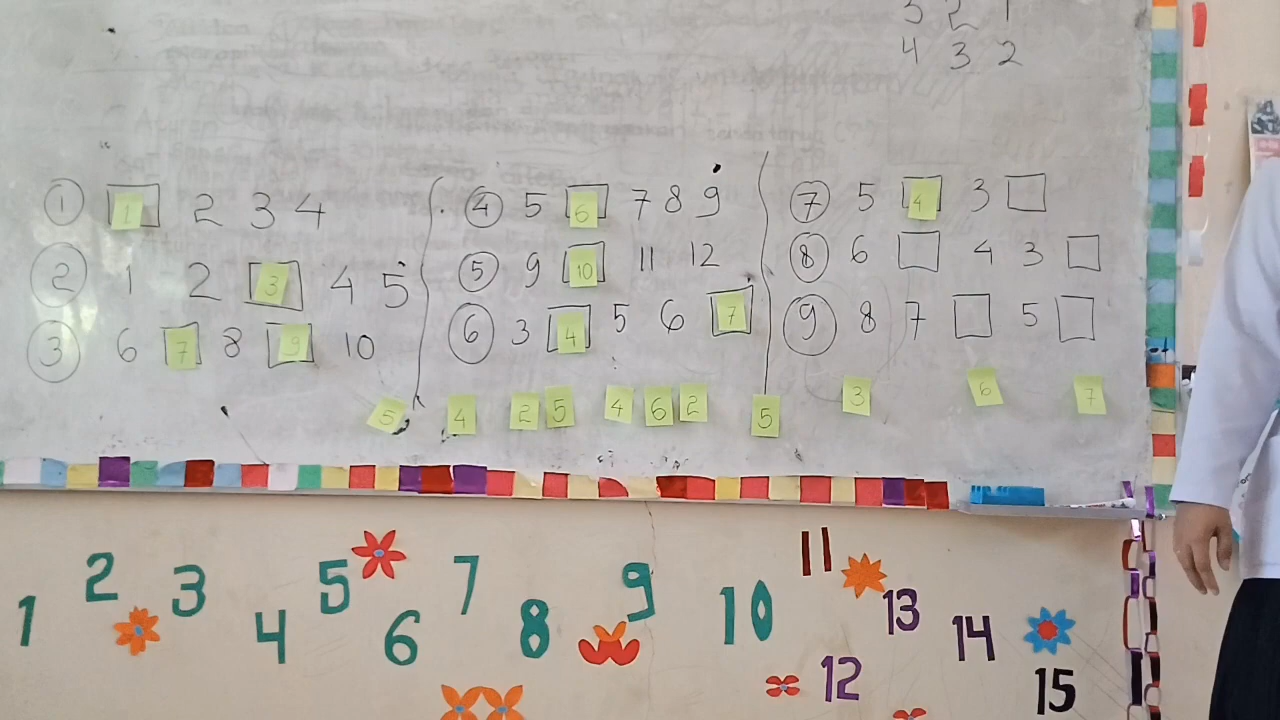 3 2 1
4 3 2
① 1 2 3 4
② 1 2 3 4 5
③ 6 7 8 9 10
④ 5 6 7 8 9
⑤ 9 10 11 12
⑥ 3 4 5 6 7
⑦ 5 4 3 □
⑧ 6 □ 4 3 □
⑨ 8 7 □ 5 □
5 4 2 5 4 6 2 5 3 6 7
1 2 3 4 5 6 7 8 9 10 11 12 13 14 15